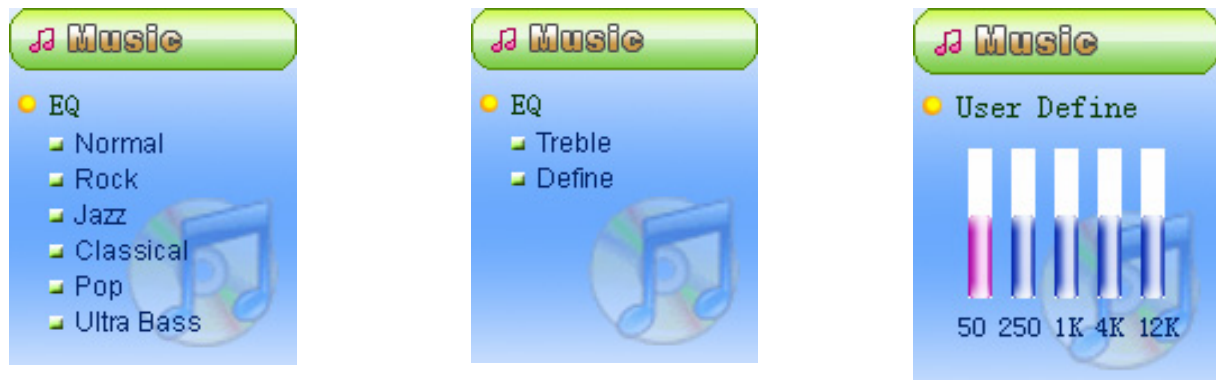 Music
EQ
Normal
Rock
Jazz
Classical
Pop
Ultra Bass
Music
EQ
Treble
Define
Music
User Define
50 250 1K 4K 12K